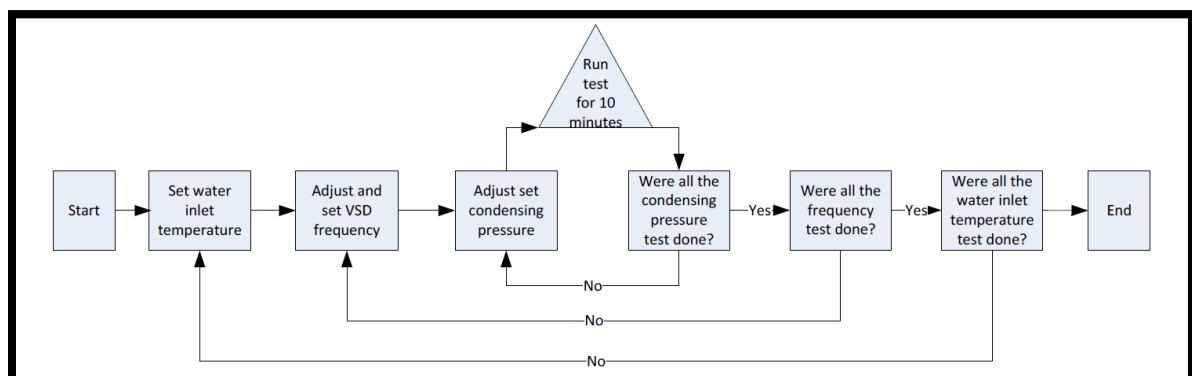 Run
test
for 10
minutes
Start
Set water
inlet
temperature
Adjust and
set VSD
frequency
Adjust set
condensing
pressure
Were all the
condensing
pressure
test done?
Yes
Were all the
frequency
test done?
Yes
Were all the
water inlet
temperature
test done?
End
No
No
No